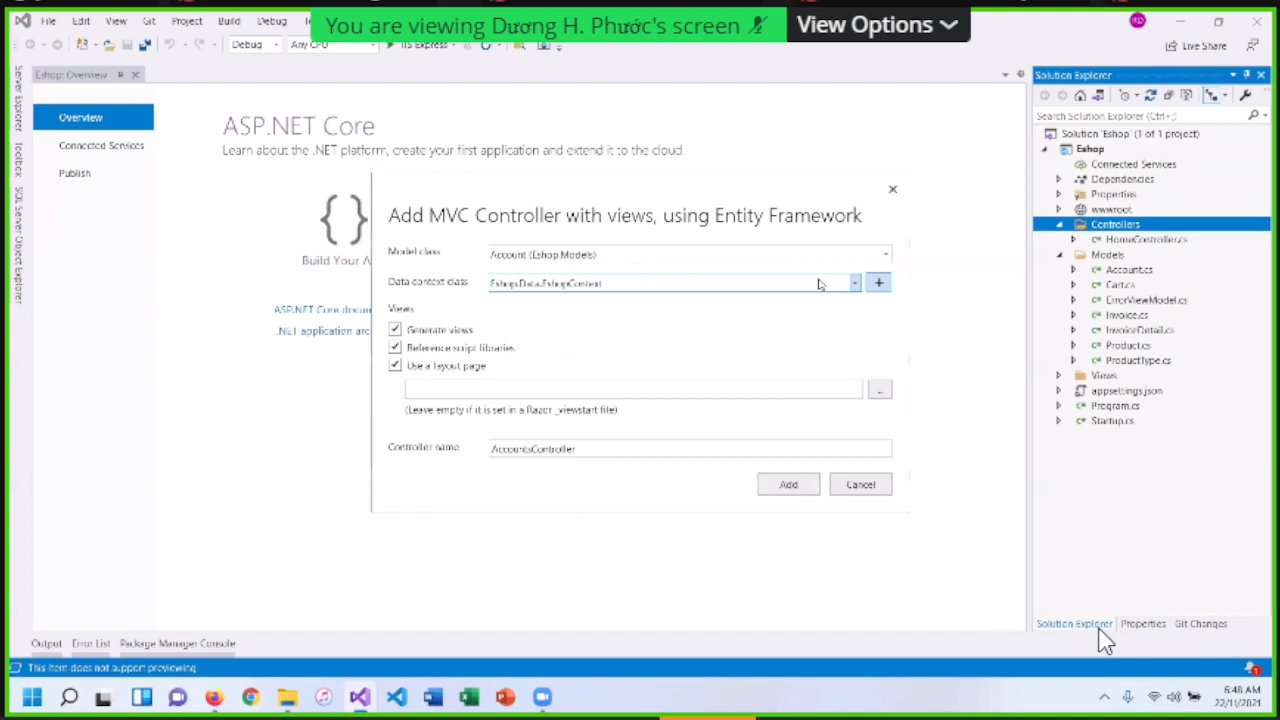 You are viewing Dương H. Phước's screen
View Options
File Edit View Git Project Build Debug
Debug
Any CPU
IIS Express
Live Share
Server Explorer
Toolbox
SQL Server Object Explorer
Eshop: Overview
Overview
Connected Services
Publish
ASP.NET Core
Learn about the .NET platform, create your first application and extend it to the cloud.
{ }
Build Your A
ASP.NET Core docum
.NET application arc
Add MVC Controller with views, using Entity Framework
Model class
Account (Eshop.Models)
Data context class
Eshop.Data.EshopContext
Views
Generate views
Reference script libraries
Use a layout page
...
(Leave empty if it is set in a Razor _viewstart file)
Controller name
AccountsController
Add
Cancel
Solution Explorer
Search Solution Explorer (Ctrl+;)
Solution 'Eshop' (1 of 1 project)
Eshop
Connected Services
Dependencies
Properties
wwwroot
Controllers
HomeController.cs
Models
Account.cs
Cart.cs
ErrorViewModel.cs
Invoice.cs
InvoiceDetail.cs
Product.cs
ProductType.cs
Views
appsettings.json
Program.cs
Startup.cs
Solution Explorer Properties Git Changes
Output Error List Package Manager Console
This item does not support previewing
1
6:48 AM
22/11/2021